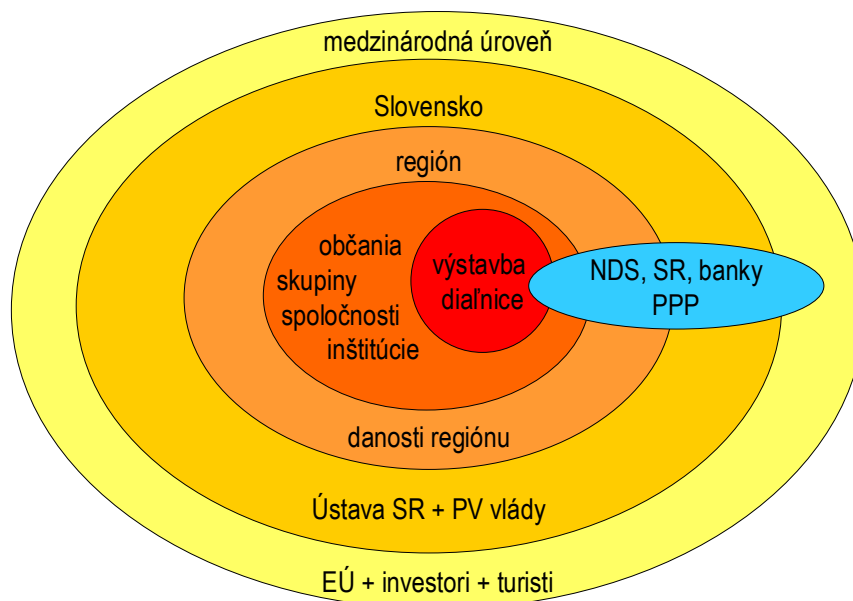 medzinárodná úroveň
Slovensko
región
občania
skupiny
spoločnosti
inštitúcie
výstavba
diaľnice
NDS, SR, banky
PPP
danosti regiónu
Ústava SR + PV vlády
EÚ + investori + turisti